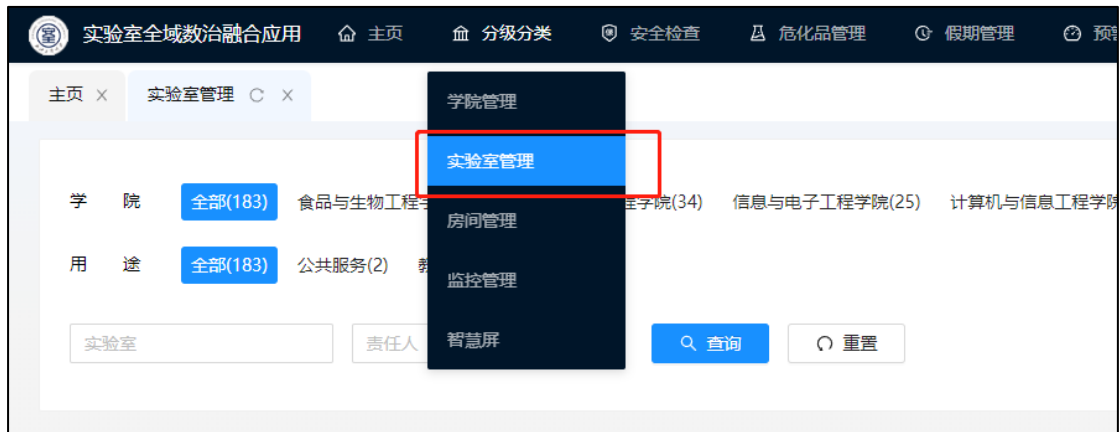 实验室全域数治融合应用 主页 分级分类 安全检查 危化品管理 假期管理
主页 实验室管理
学院管理
实验室管理
学 院 全部(183) 食品与生物工程 程学院(34) 信息与电子工程学院(25) 计算机与信息工程学院
房间管理
用 途 全部(183) 公共服务(2)
监控管理
实验室 责任人 智慧屏 查询 重置